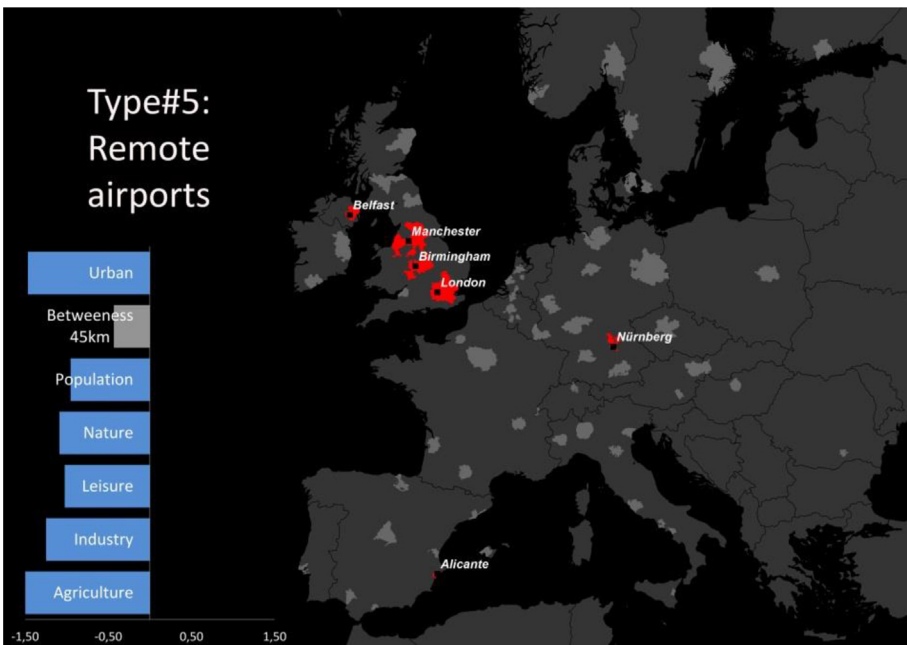 Type#5:
Remote
airports
Belfast
Manchester
Birmingham
London
Nürnberg
Alicante
Urban
Betweeness
45km
Population
Nature
Leisure
Industry
Agriculture
-1,50 -0,50 0,50 1,50